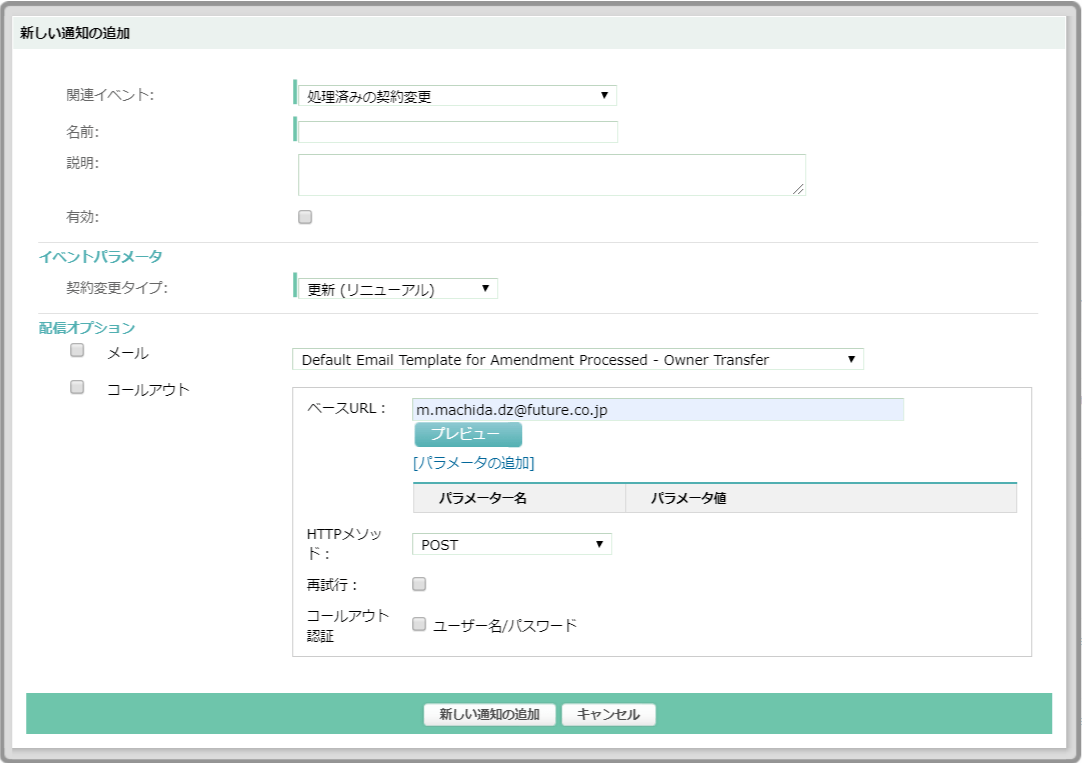 新しい通知の追加
関連イベント:
処理済みの契約変更
名前:
説明:
有効:
イベントパラメータ
契約変更タイプ:
更新 (リニューアル)
配信オプション
メール
Default Email Template for Amendment Processed - Owner Transfer
コールアウト
ベースURL：
m.machida.dz@future.co.jp
プレビュー
[パラメータの追加]
パラメーター名 パラメータ値
HTTPメソッ
ド：
POST
再試行：
コールアウト
認証
ユーザー名/パスワード
新しい通知の追加 キャンセル